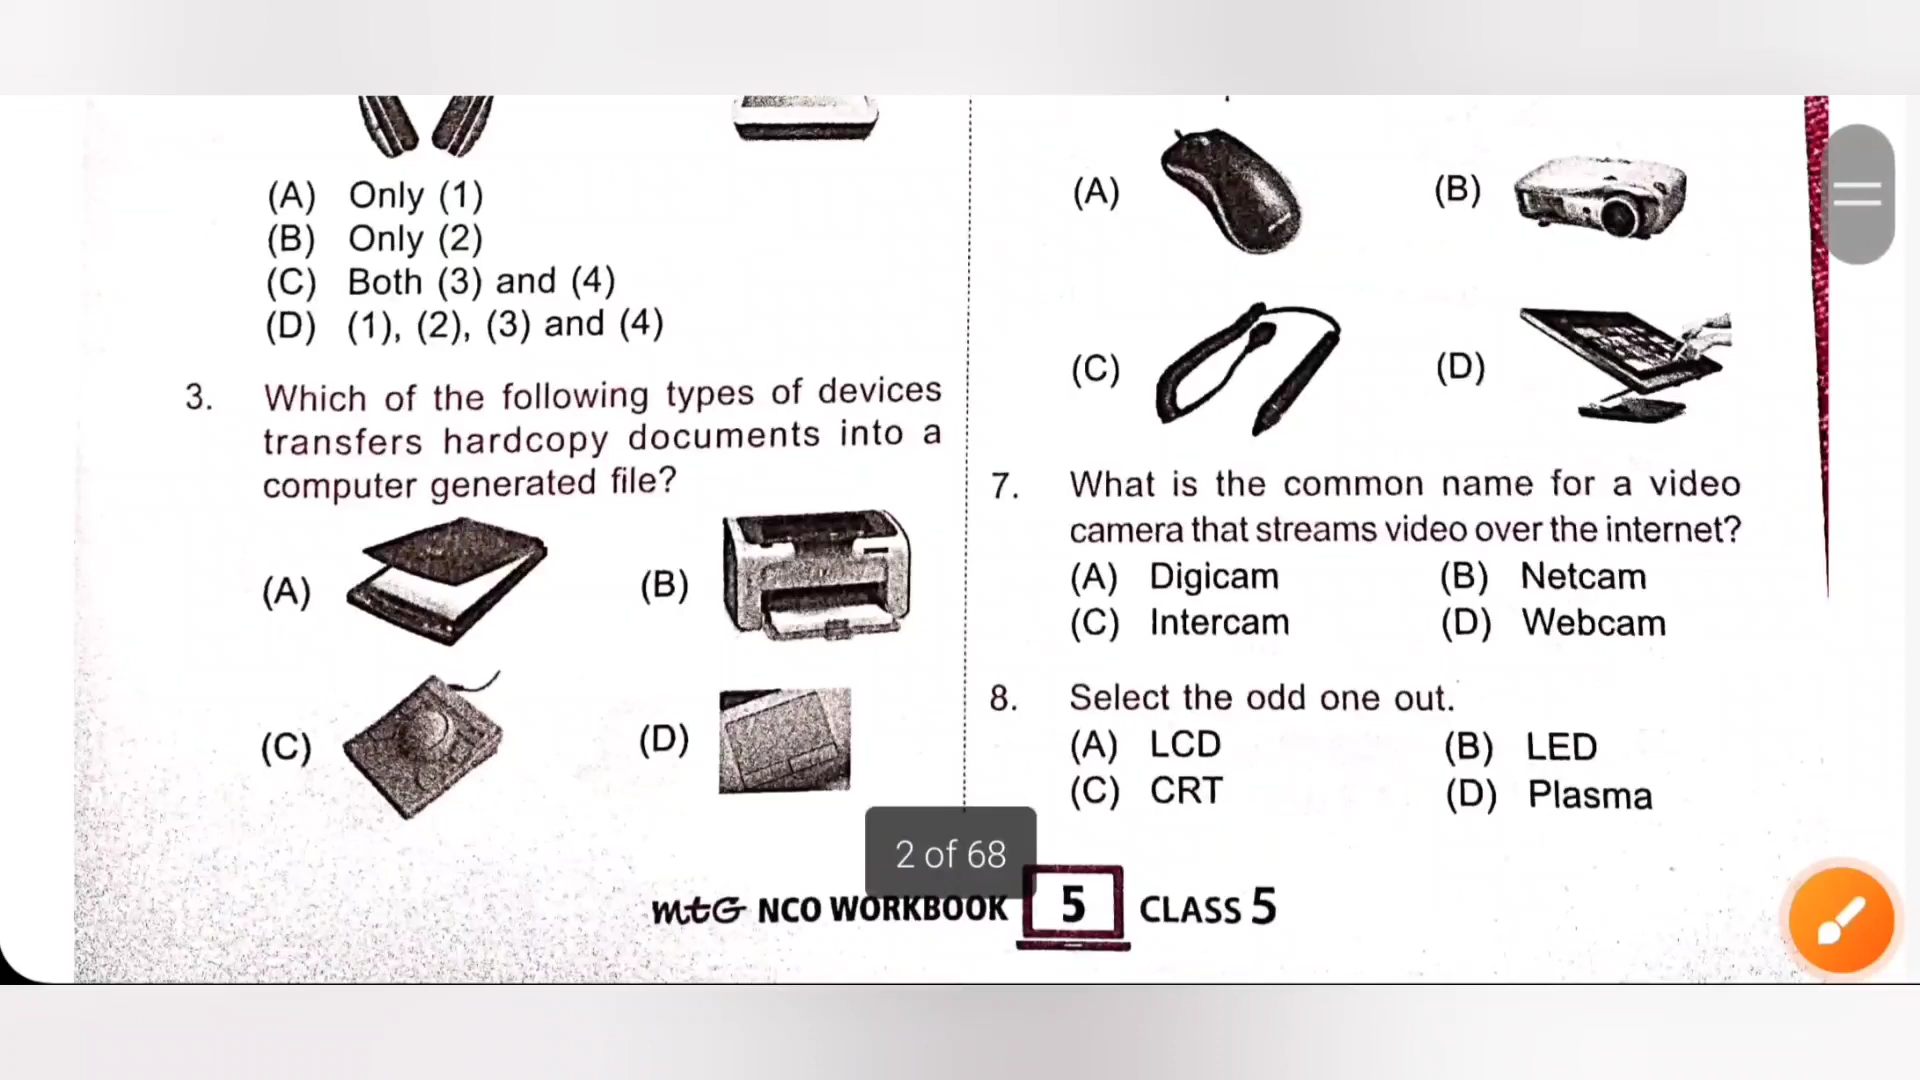 (A) Only (1)
(B) Only (2)
(C) Both (3) and (4)
(D) (1), (2), (3) and (4)
3. Which of the following types of devices
transfers hardcopy documents into a
computer generated file?
(A)
(B)
(C)
(D)
(A)
(B)
(C)
(D)
7. What is the common name for a video
camera that streams video over the internet?
(A) Digicam (B) Netcam
(C) Intercam (D) Webcam
8. Select the odd one out.
(A) LCD (B) LED
(C) CRT (D) Plasma
2 of 68
mtG NCO WORKBOOK 5 CLASS 5